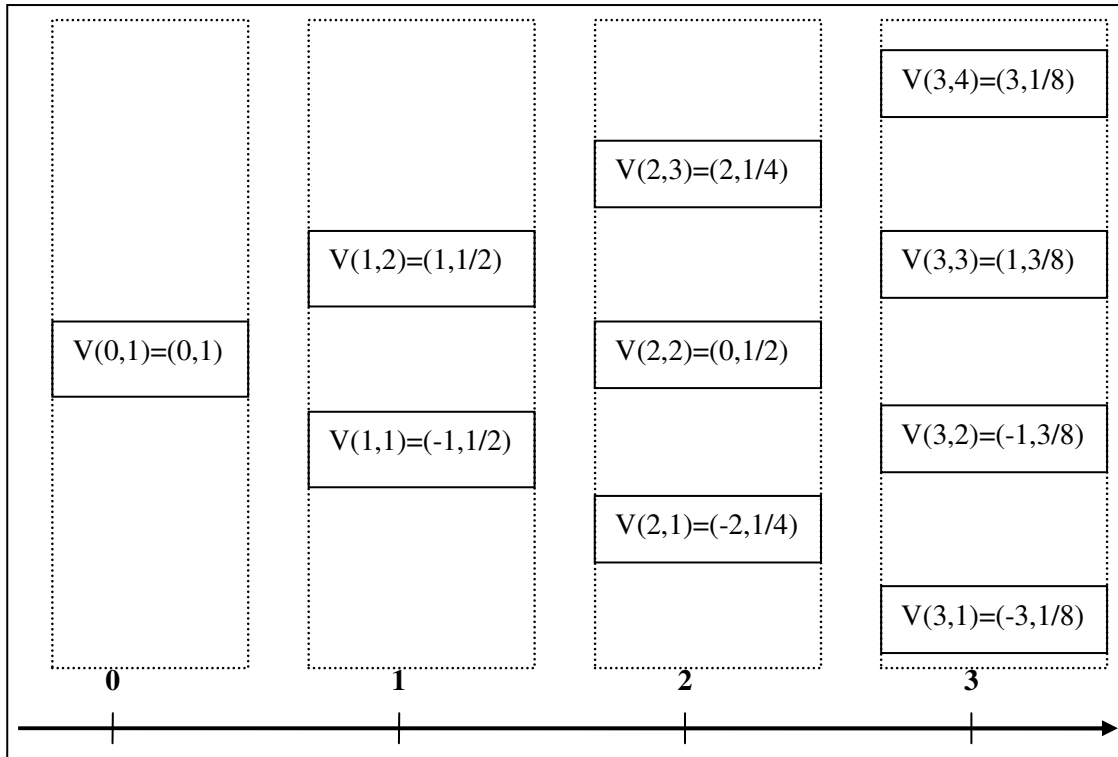 V(3,4)=(3,1/8)
V(2,3)=(2,1/4)
V(1,2)=(1,1/2)
V(3,3)=(1,3/8)
V(0,1)=(0,1)
V(2,2)=(0,1/2)
V(1,1)=(-1,1/2)
V(3,2)=(-1,3/8)
V(2,1)=(-2,1/4)
V(3,1)=(-3,1/8)
0 1 2 3